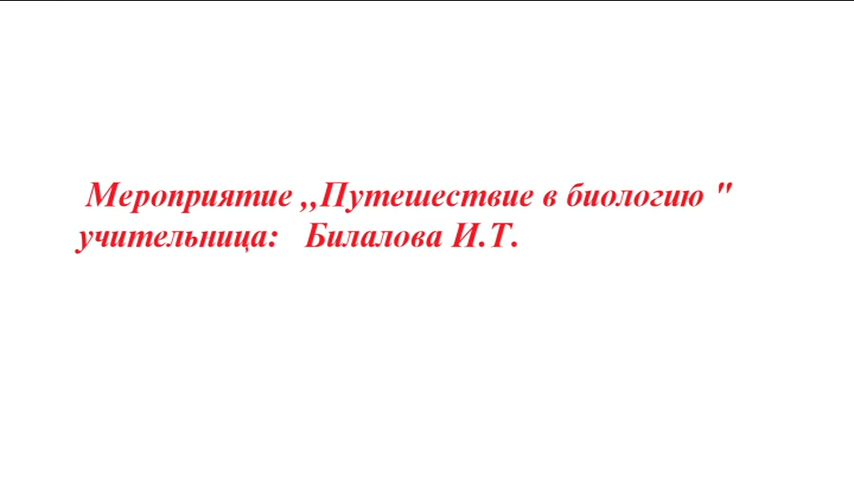 Мероприятие ,,Путешествие в биологию "
учительница: Билалова И.Т.